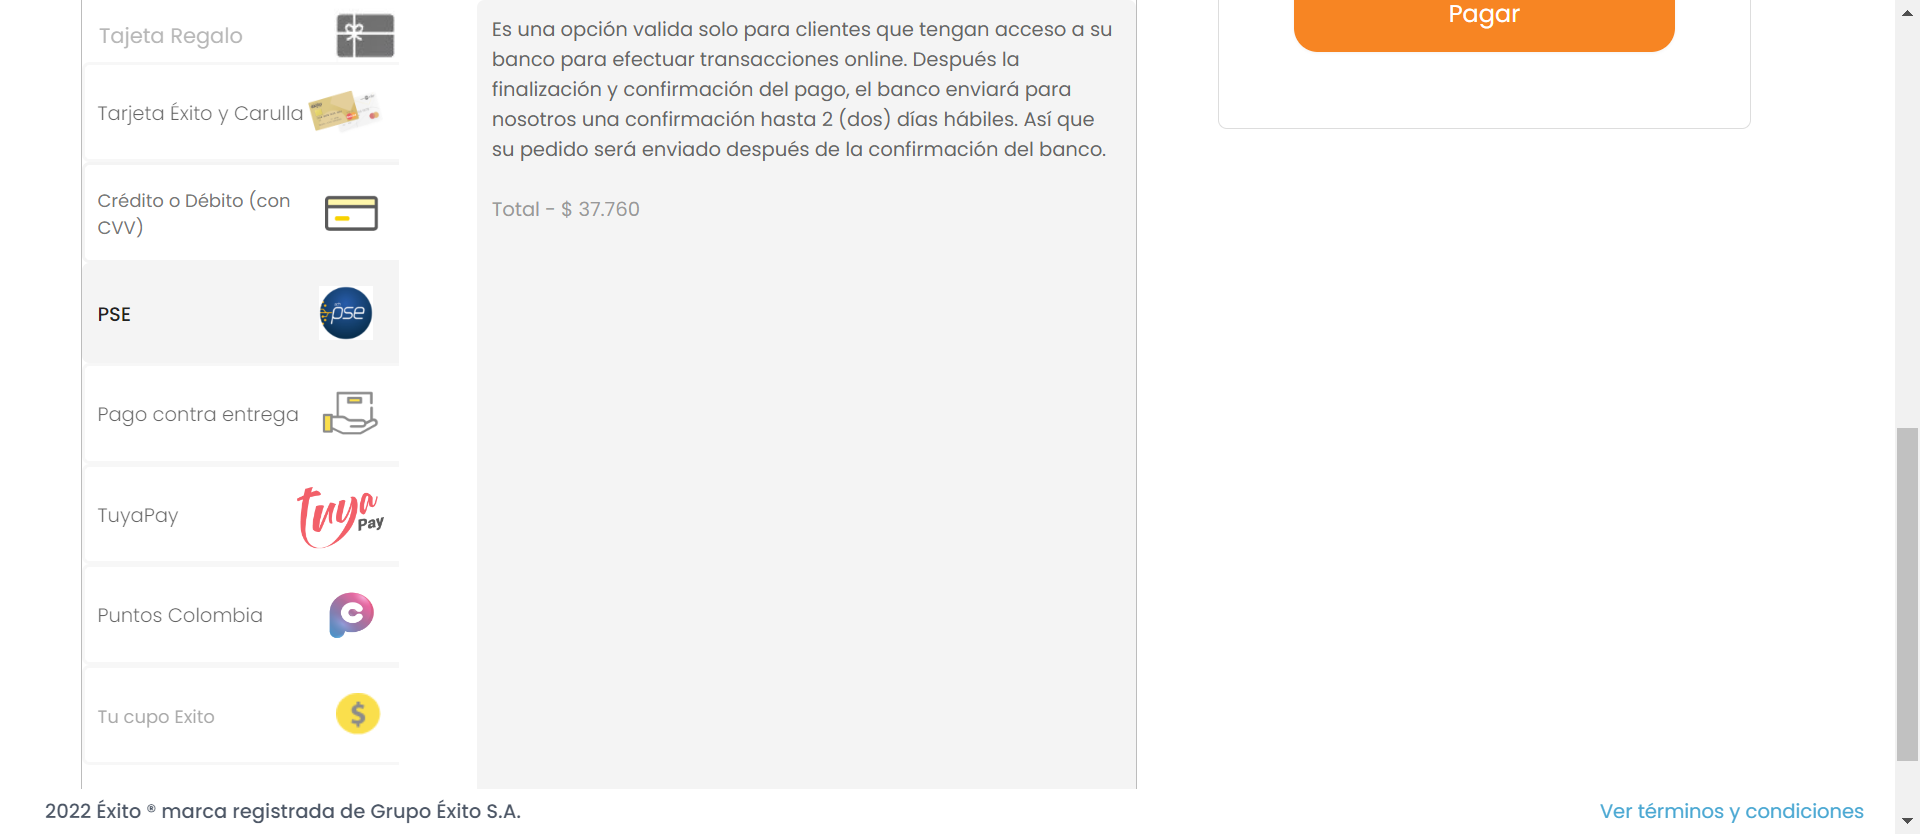 Tajeta Regalo
Tarjeta Éxito y Carulla
Crédito o Débito (con
CVV)
PSE
pse
Pago contra entrega
TuyaPay
tuya
Pay
Puntos Colombia
Tu cupo Exito
$
Es una opción valida solo para clientes que tengan acceso a su
banco para efectuar transacciones online. Después la
finalización y confirmación del pago, el banco enviará para
nosotros una confirmación hasta 2 (dos) días hábiles. Así que
su pedido será enviado después de la confirmación del banco.
Total - $ 37.760
Pagar
2022 Éxito ® marca registrada de Grupo Éxito S.A.
Ver términos y condiciones